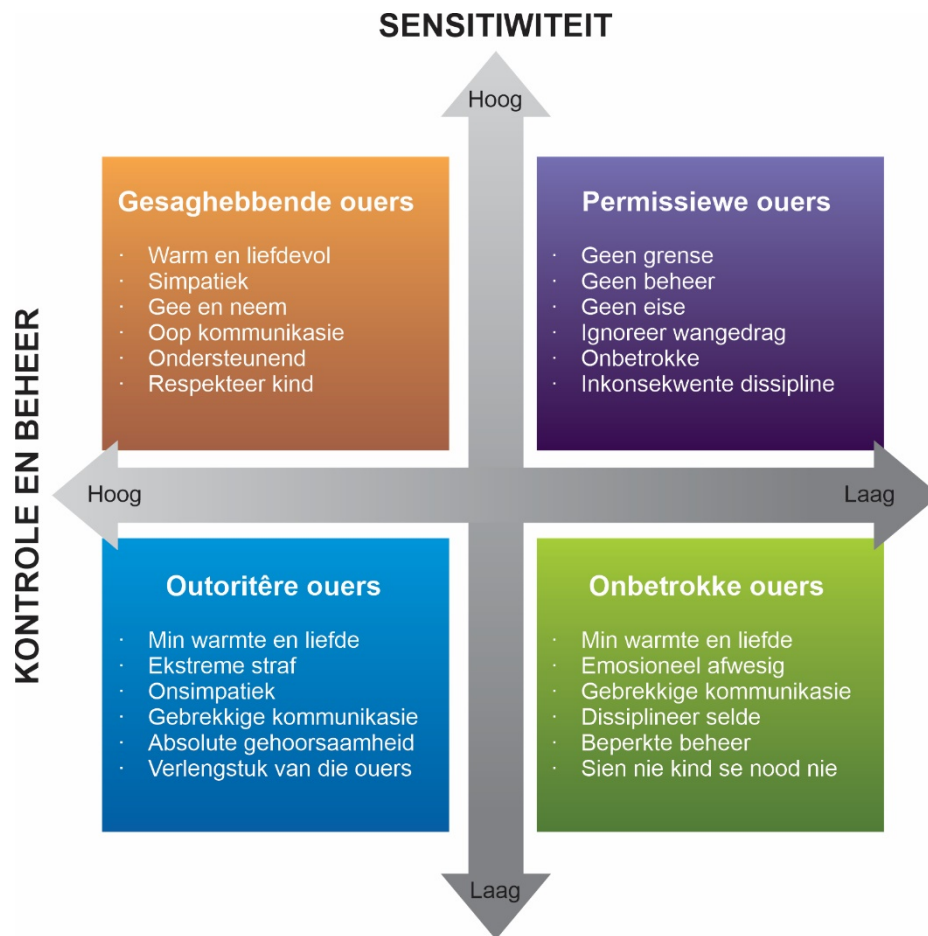 SENSITIWITEIT
Hoog
Gesaghebbende ouers
· Warm en liefdevol
· Simpatiek
· Gee en neem
· Oop kommunikasie
· Ondersteunend
· Respekteer kind
Permissiewe ouers
· Geen grense
· Geen beheer
· Geen eise
· Ignoreer wangedrag
· Onbetrokke
· Inkonsekwente dissipline
KONTROLE EN BEHEER
Hoog
Laag
Outoritêre ouers
· Min warmte en liefde
· Ekstreme straf
· Onsimpatiek
· Gebrekkige kommunikasie
· Absolute gehoorsaamheid
· Verlengstuk van die ouers
Onbetrokke ouers
· Min warmte en liefde
· Emosioneel afwesig
· Gebrekkige kommunikasie
· Dissiplineer selde
· Beperkte beheer
· Sien nie kind se nood nie
Laag